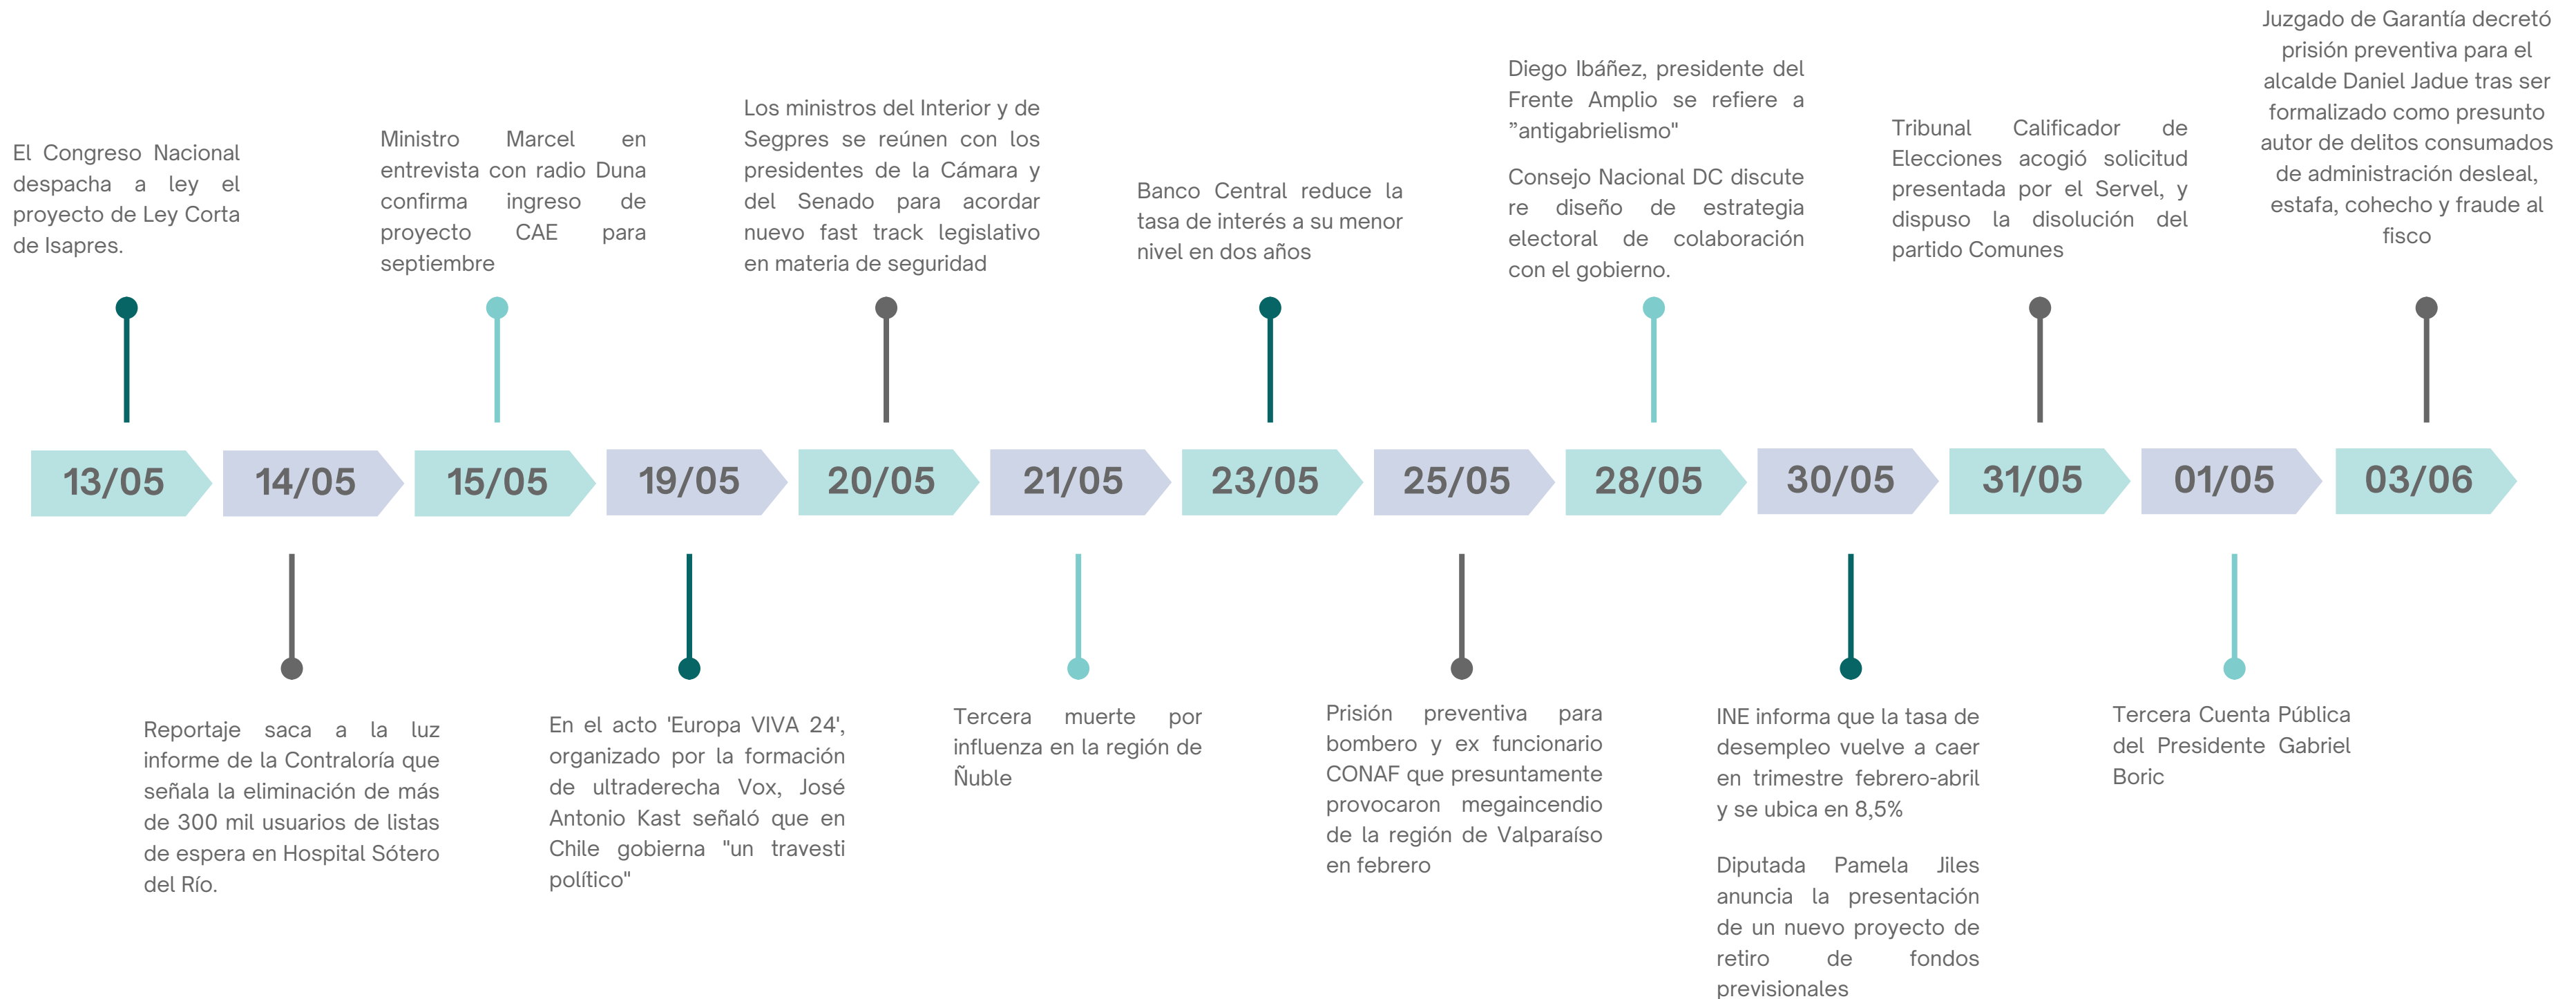 El Congreso Nacional
despacha a ley el
proyecto de Ley Corta
de Isapres.
Ministro Marcel en
entrevista con radio Duna
confirma ingreso de
proyecto CAE para
septiembre
Los ministros del Interior y de
Segpres se reúnen con los
presidentes de la Cámara y
del Senado para acordar
nuevo fast track legislativo
en materia de seguridad
Banco Central reduce la
tasa de interés a su menor
nivel en dos años
Diego Ibáñez, presidente del
Frente Amplio se refiere a
”antigabrielismo"
Consejo Nacional DC discute
re diseño de estrategia
electoral de colaboración
con el gobierno.
Tribunal Calificador de
Elecciones acogió solicitud
presentada por el Servel, y
dispuso la disolución del
partido Comunes
Juzgado de Garantía decretó
prisión preventiva para el
alcalde Daniel Jadue tras ser
formalizado como presunto
autor de delitos consumados
de administración desleal,
estafa, cohecho y fraude al
fisco
13/05
14/05
15/05
19/05
20/05
21/05
23/05
25/05
28/05
30/05
31/05
01/05
03/06
Reportaje saca a la luz
informe de la Contraloría que
señala la eliminación de más
de 300 mil usuarios de listas
de espera en Hospital Sótero
del Río.
En el acto 'Europa VIVA 24',
organizado por la formación
de ultraderecha Vox, José
Antonio Kast señaló que en
Chile gobierna "un travesti
político"
Tercera muerte por
influenza en la región de
Ñuble
Prisión preventiva para
bombero y ex funcionario
CONAF que presuntamente
provocaron megaincendio
de la región de Valparaíso
en febrero
INE informa que la tasa de
desempleo vuelve a caer
en trimestre febrero-abril
y se ubica en 8,5%
Diputada Pamela Jiles
anuncia la presentación
de un nuevo proyecto de
retiro de fondos
previsionales
Tercera Cuenta Pública
del Presidente Gabriel
Boric